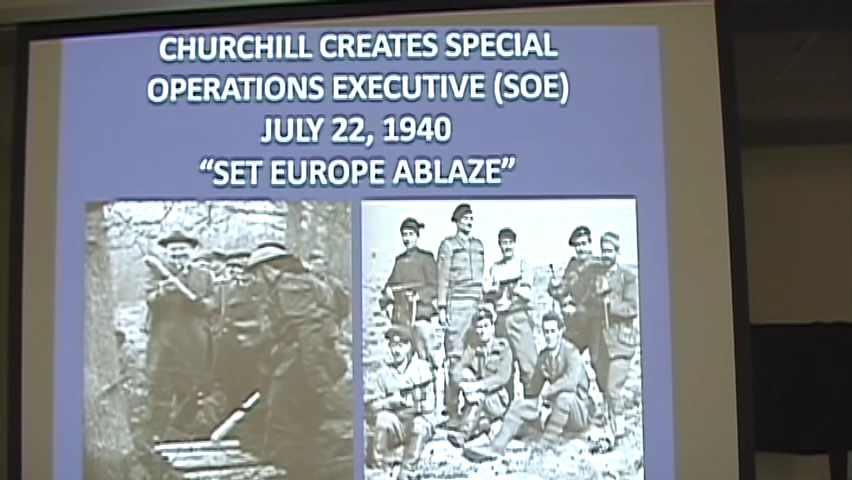 CHURCHILL CREATES SPECIAL
OPERATIONS EXECUTIVE (SOE)
JULY 22, 1940
“SET EUROPE ABLAZE”